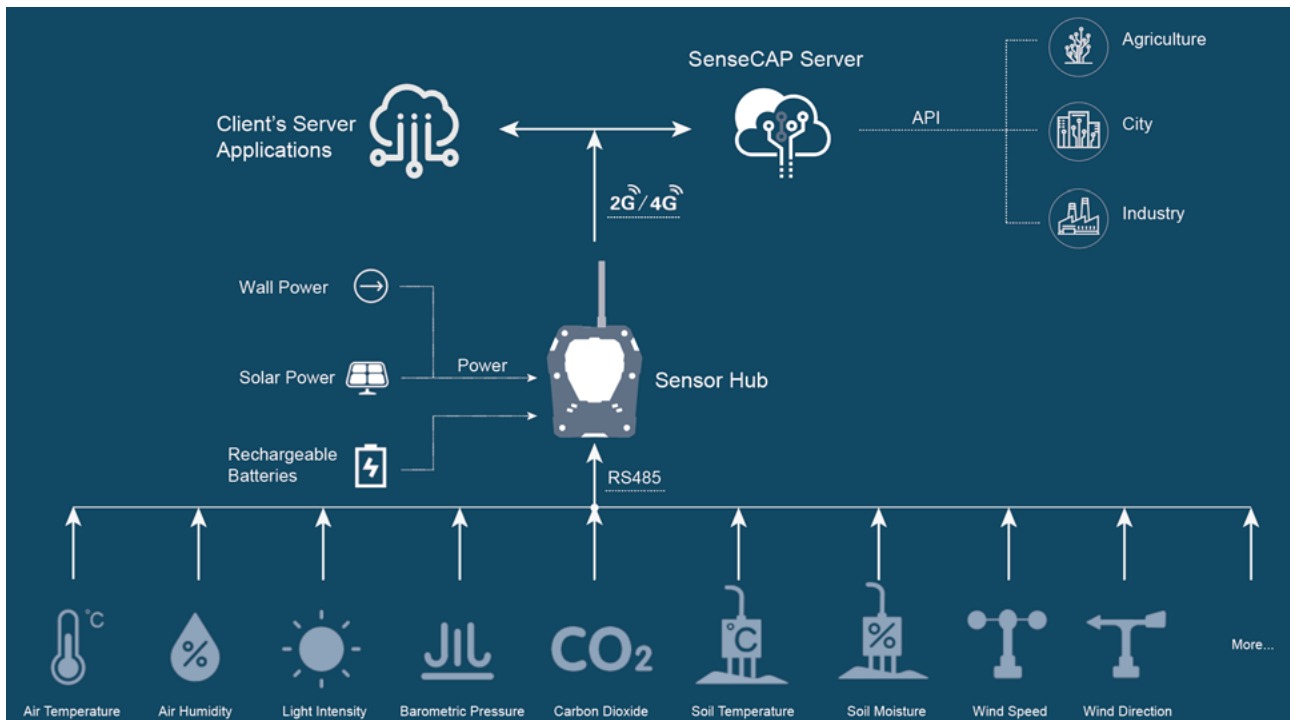 SenseCAP Server
Agriculture
Client's Server
Applications
API
City
2G/4G
Industry
Wall Power
Solar Power
Power
Sensor Hub
Rechargeable
Batteries
RS485
°C
%
CO2
°C
%
More...
Air Temperature
Air Humidity
Light Intensity
Barometric Pressure
Carbon Dioxide
Soil Temperature
Soil Moisture
Wind Speed
Wind Direction